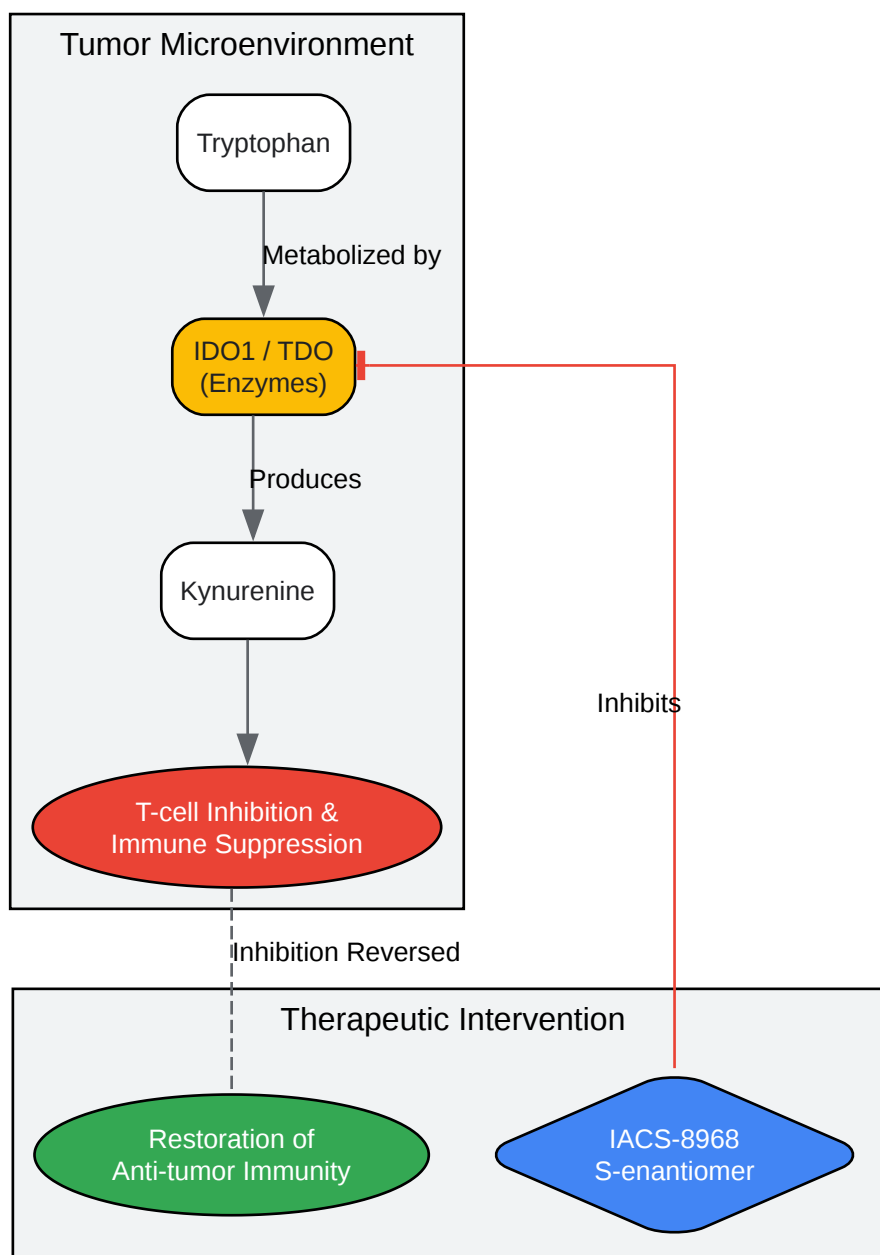 Tumor Microenvironment
Tryptophan
Metabolized by
IDO1 / TDO
(Enzymes)
Produces
Kynurenine
Inhibits
T-cell Inhibition &
Immune Suppression
Inhibition Reversed
Therapeutic Intervention
Restoration of
Anti-tumor Immunity
IACS-8968
S-enantiomer